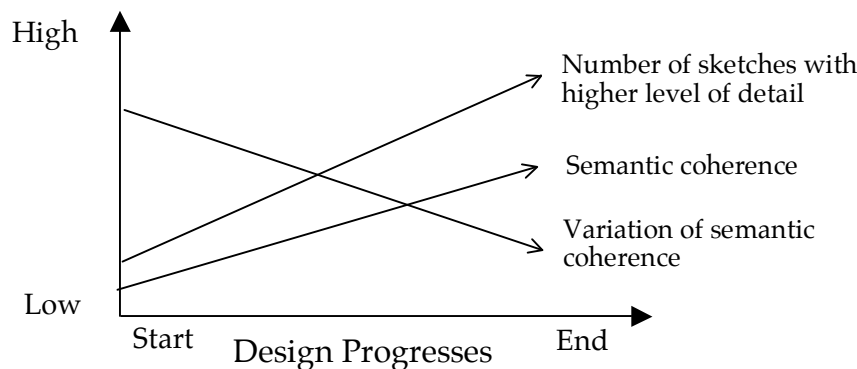 High
Number of sketches with
higher level of detail
Semantic coherence
Variation of semantic
coherence
Low
Start
End
Design Progresses